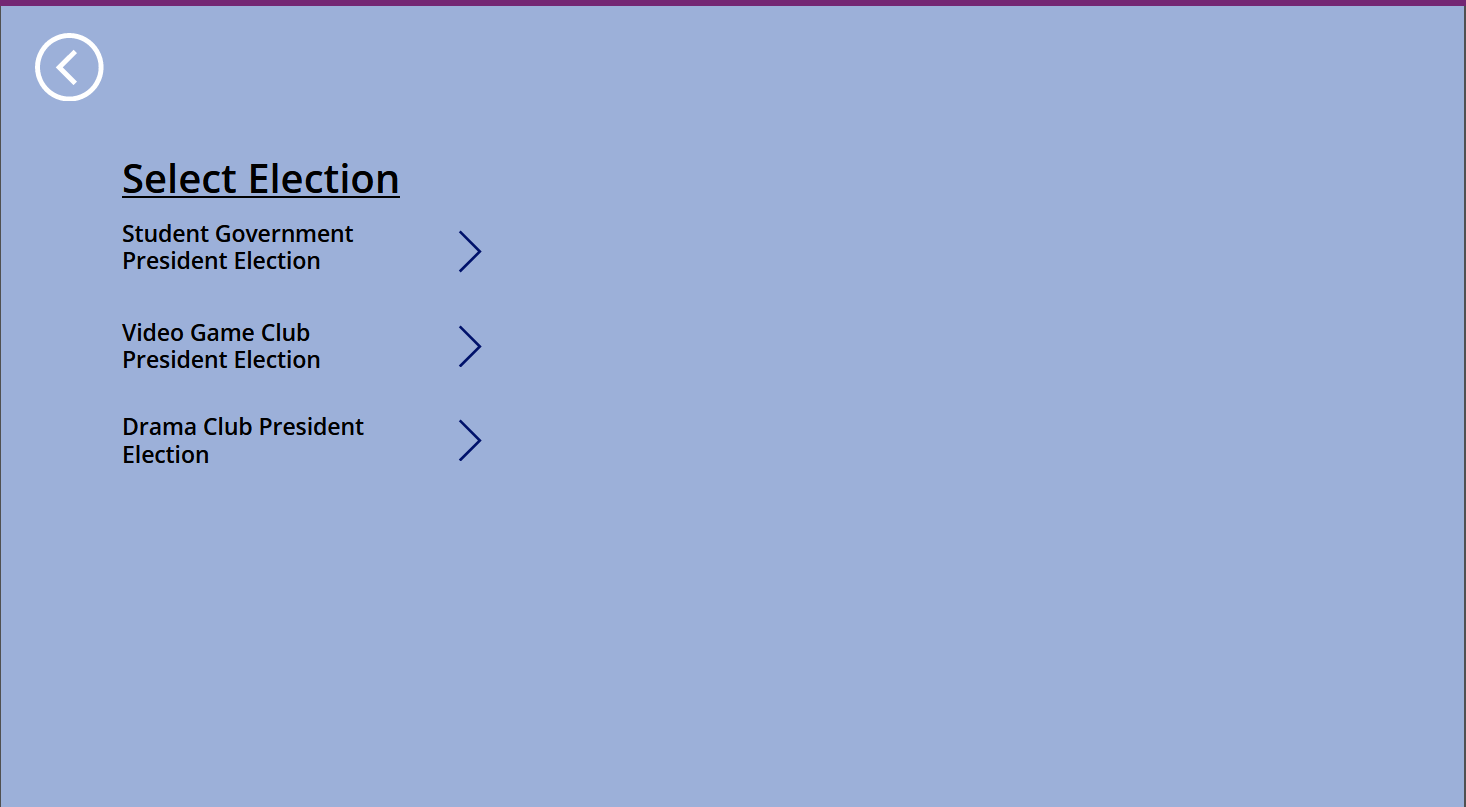 Select Election
Student Government
President Election
Video Game Club
President Election
Drama Club President
Election